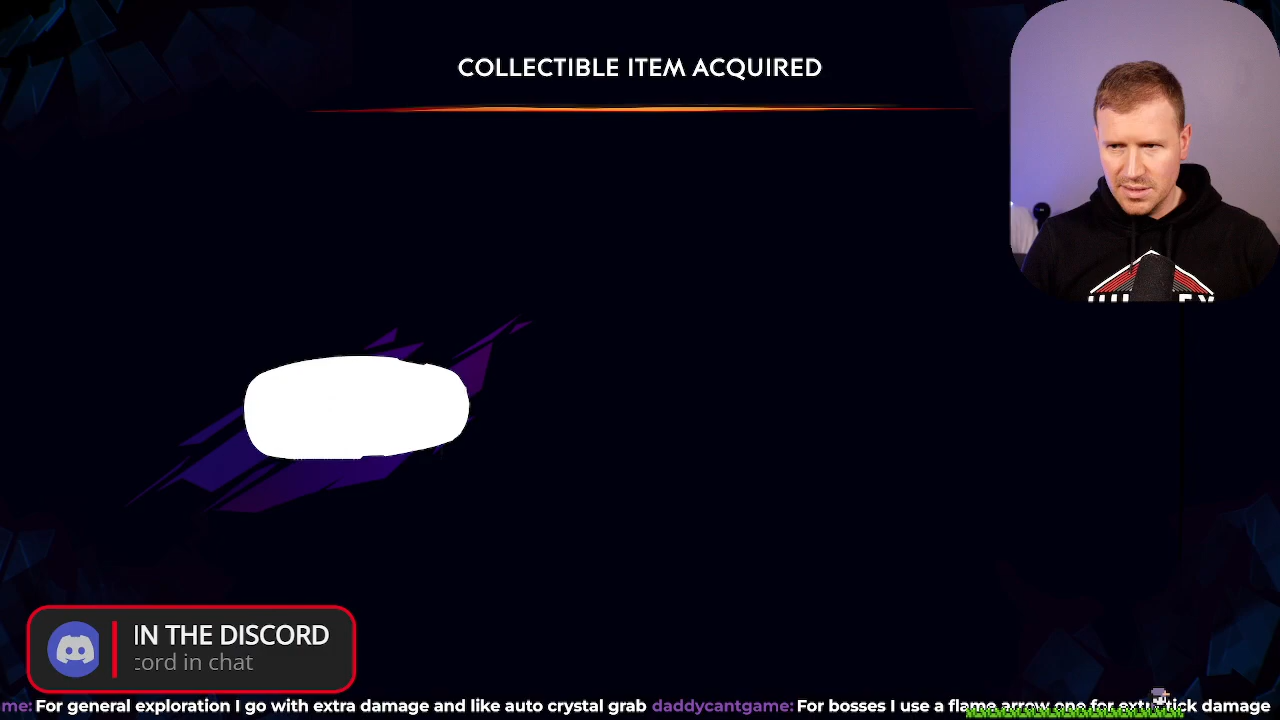 COLLECTIBLE ITEM ACQUIRED
IN THE DISCORD
cord in chat
me: For general exploration I go with extra damage and like auto crystal grab daddycantgame: For bosses I use a flame arrow one for extra tick damage